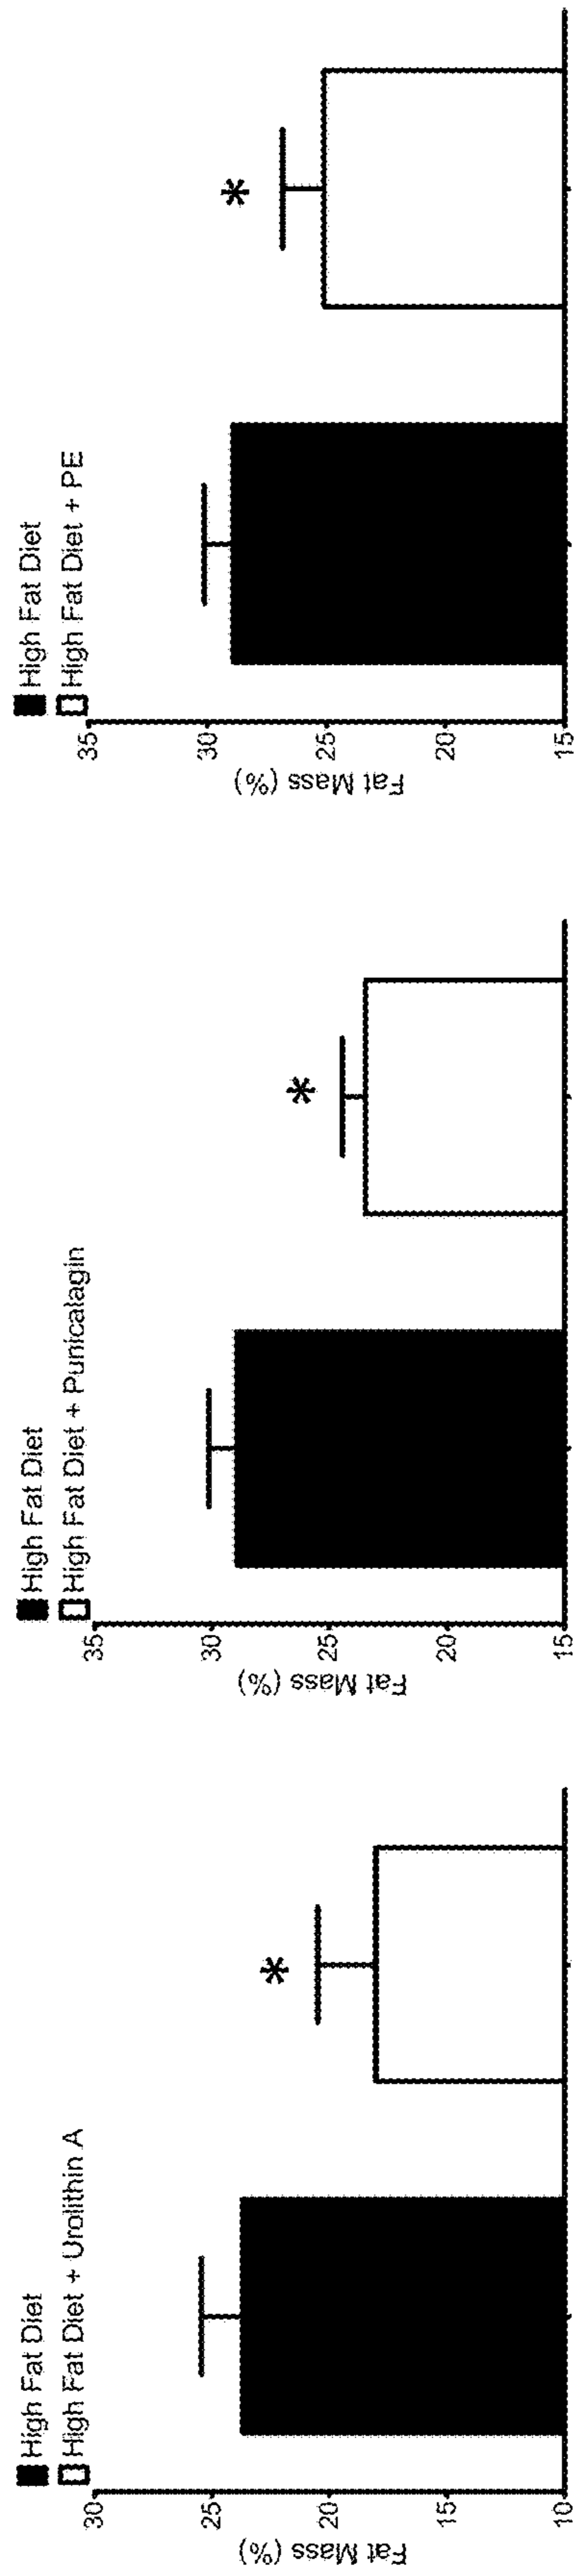 High Fat Diet
High Fat Diet + Urolithin A
30
25
20
15
10
Fat Mass (%)
*
High Fat Diet
High Fat Diet + Punicalagin
35
30
25
20
15
Fat Mass (%)
*
High Fat Diet
High Fat Diet + PE
35
30
25
20
15
Fat Mass (%)
*